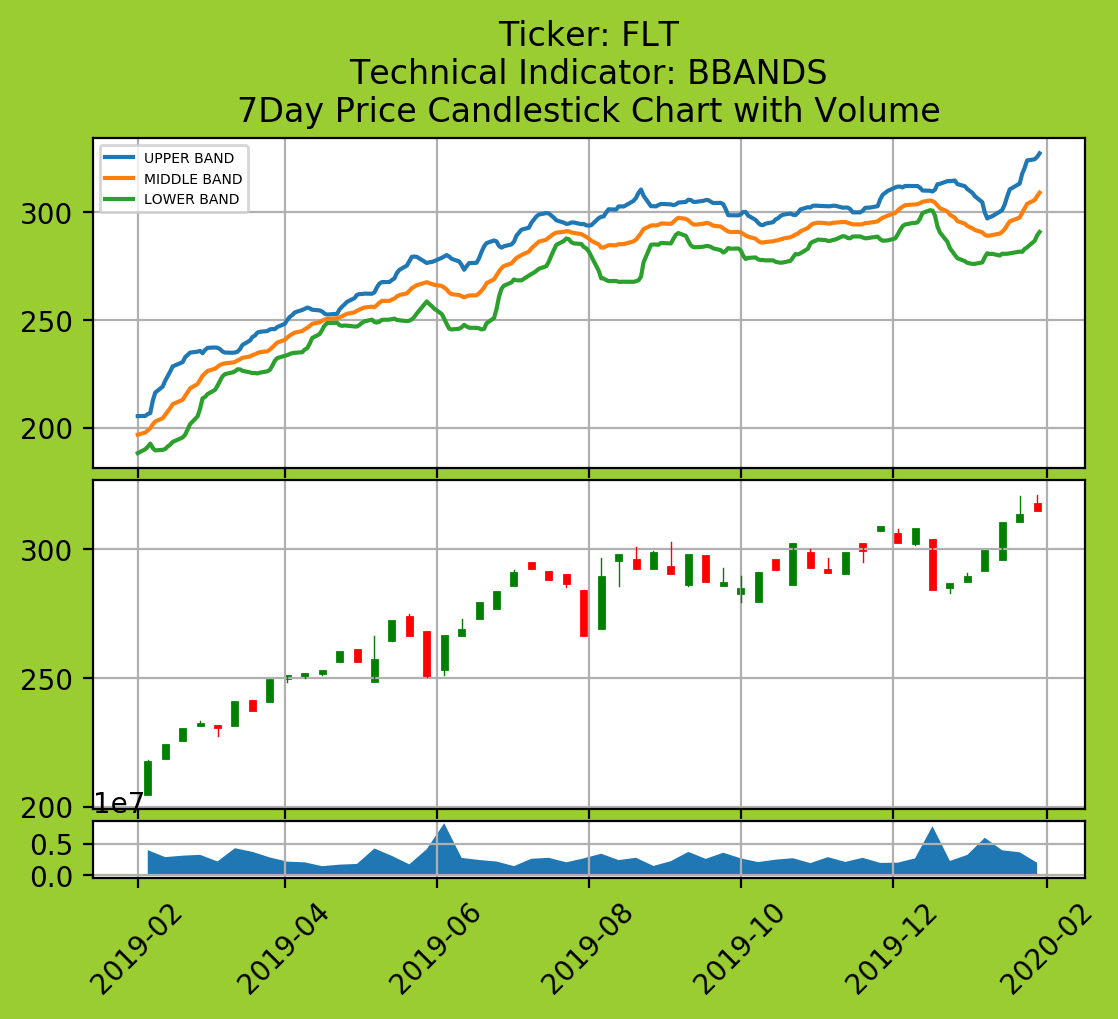 Ticker: FLT
Technical Indicator: BBANDS
7Day Price Candlestick Chart with Volume
UPPER BAND
MIDDLE BAND
LOWER BAND
300
250
200
300
250
200
1e7
0.5
0.0
2019-02
2019-04
2019-06
2019-08
2019-10
2019-12
2020-02